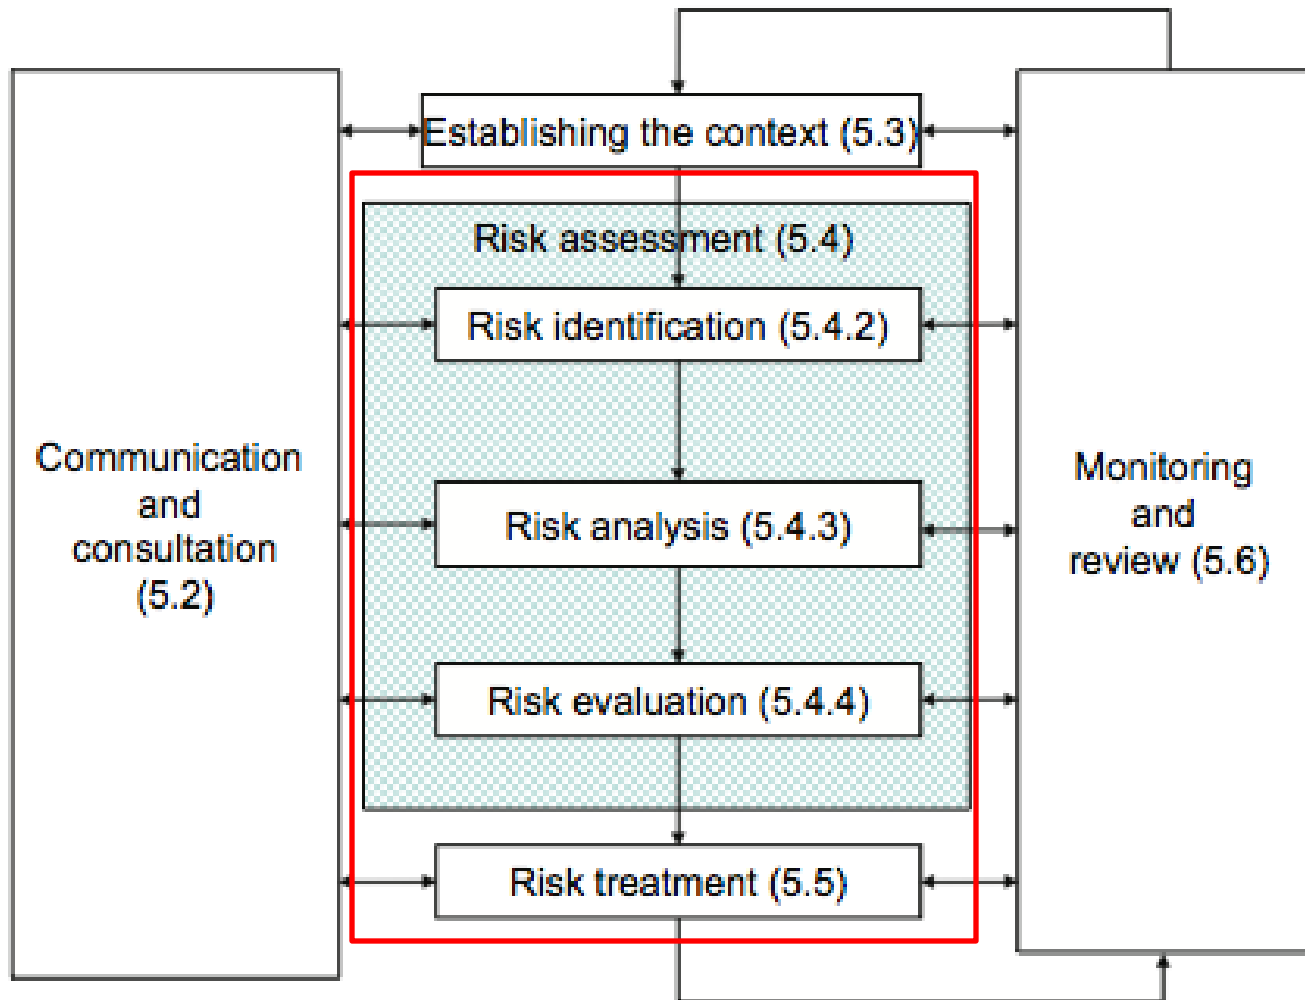 Establishing the context (5.3)
Risk assessment (5.4)
Risk identification (5.4.2)
Risk analysis (5.4.3)
Risk evaluation (5.4.4)
Risk treatment (5.5)
Communication
and
consultation
(5.2)
Monitoring
and
review (5.6)